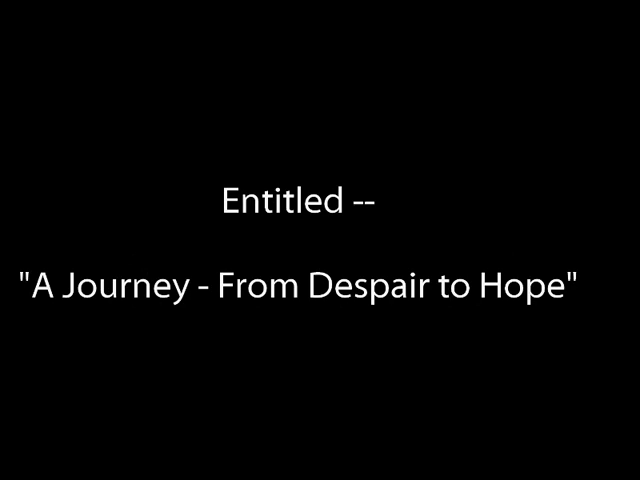 Entitled --
"A Journey - From Despair to Hope"